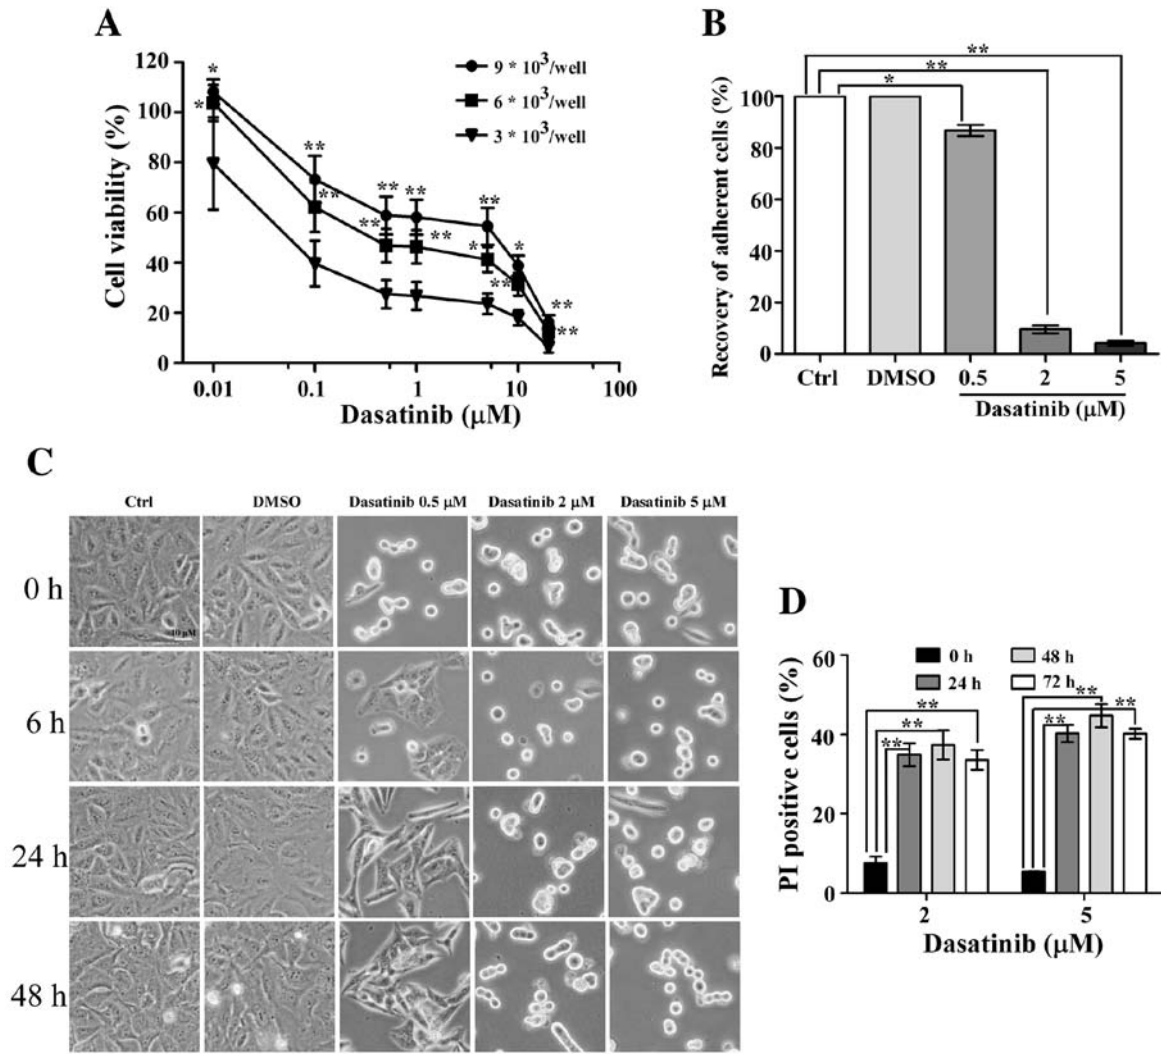 A
120
100
80
60
40
20
0
Cell viability (%)
9 * 10³/well
6 * 10³/well
3 * 10³/well
*
*
**
**
**
**
**
**
**
*
*
**
**
**
0.01
0.1
1
10
100
Dasatinib (μM)
B
**
**
*
100
80
60
40
20
0
Recovery of adherent cells (%)
Ctrl
DMSO
0.5
2
5
Dasatinib (μM)
C
Ctrl
DMSO
Dasatinib 0.5 μM
Dasatinib 2 μM
Dasatinib 5 μM
0 h
6 h
24 h
48 h
D
0 h
24 h
48 h
72 h
60
40
20
0
PI positive cells (%)
**
**
**
**
**
**
2
5
Dasatinib (μM)